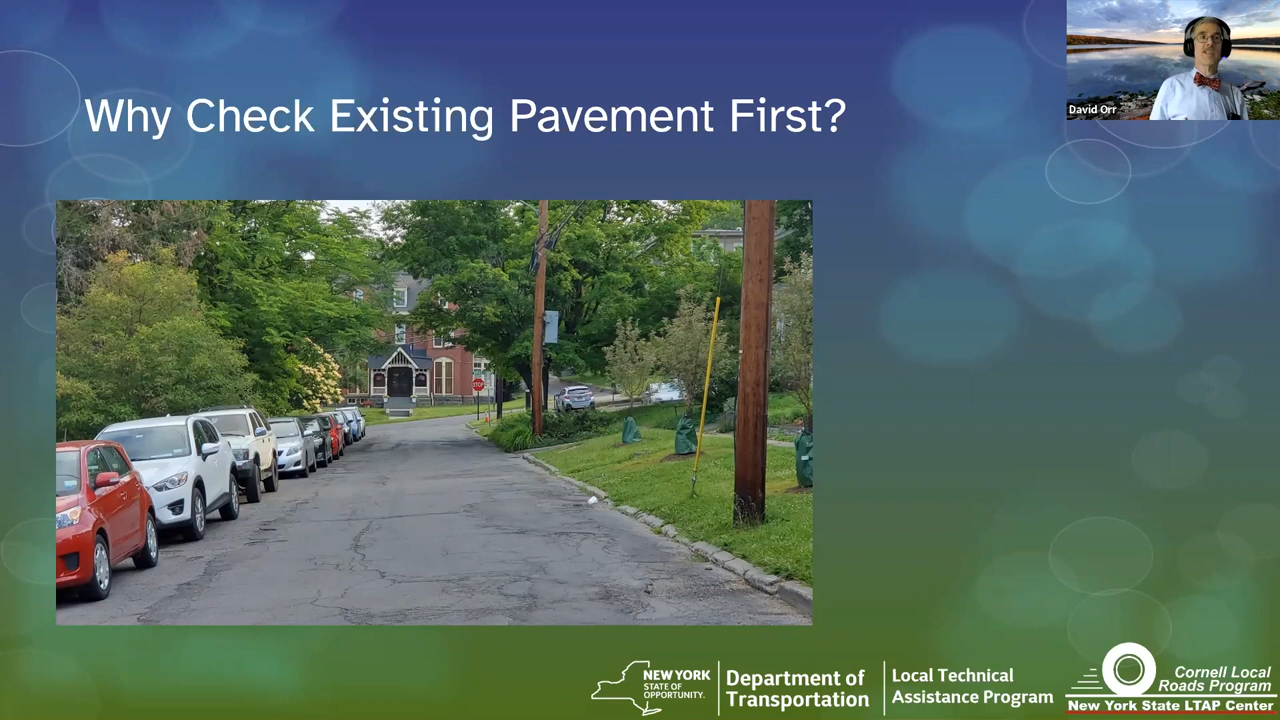 Why Check Existing Pavement First?
David Orr
STOP
NEW YORK
STATE OF
OPPORTUNITY.
Department of
Transportation
Local Technical
Assistance Program
Cornell Local
Roads Program
New York State LTAP Center